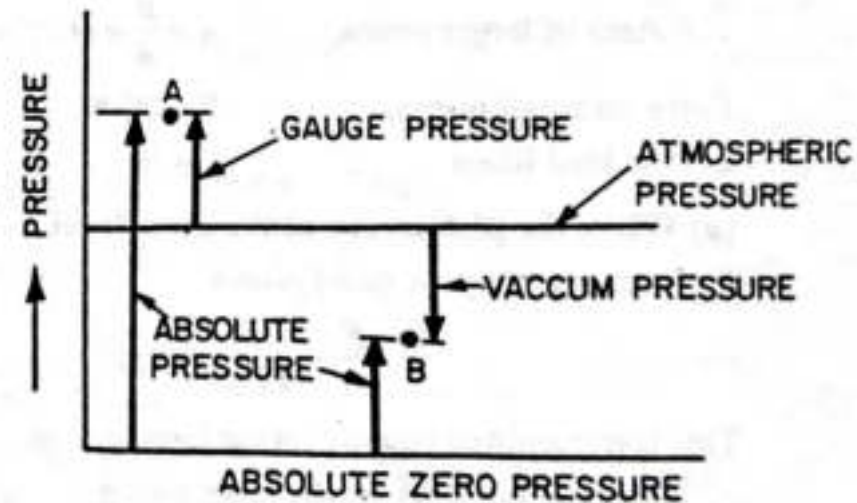 PRESSURE
A
GAUGE PRESSURE
ATMOSPHERIC
PRESSURE
VACCUM PRESSURE
ABSOLUTE
PRESSURE
B
ABSOLUTE ZERO PRESSURE